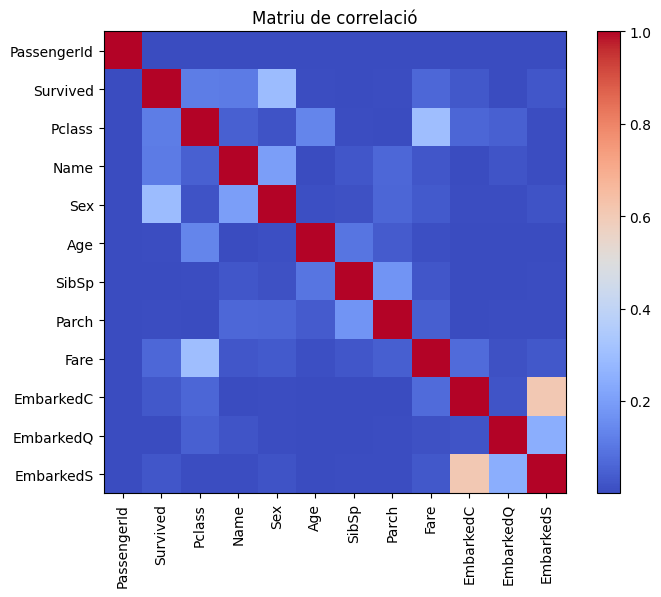 Matriu de correlació
PassengerId
Survived
Pclass
Name
Sex
Age
SibSp
Parch
Fare
EmbarkedC
EmbarkedQ
EmbarkedS
PassengerId
Survived
Pclass
Name
Sex
Age
SibSp
Parch
Fare
EmbarkedC
EmbarkedQ
EmbarkedS
1.0
0.8
0.6
0.4
0.2